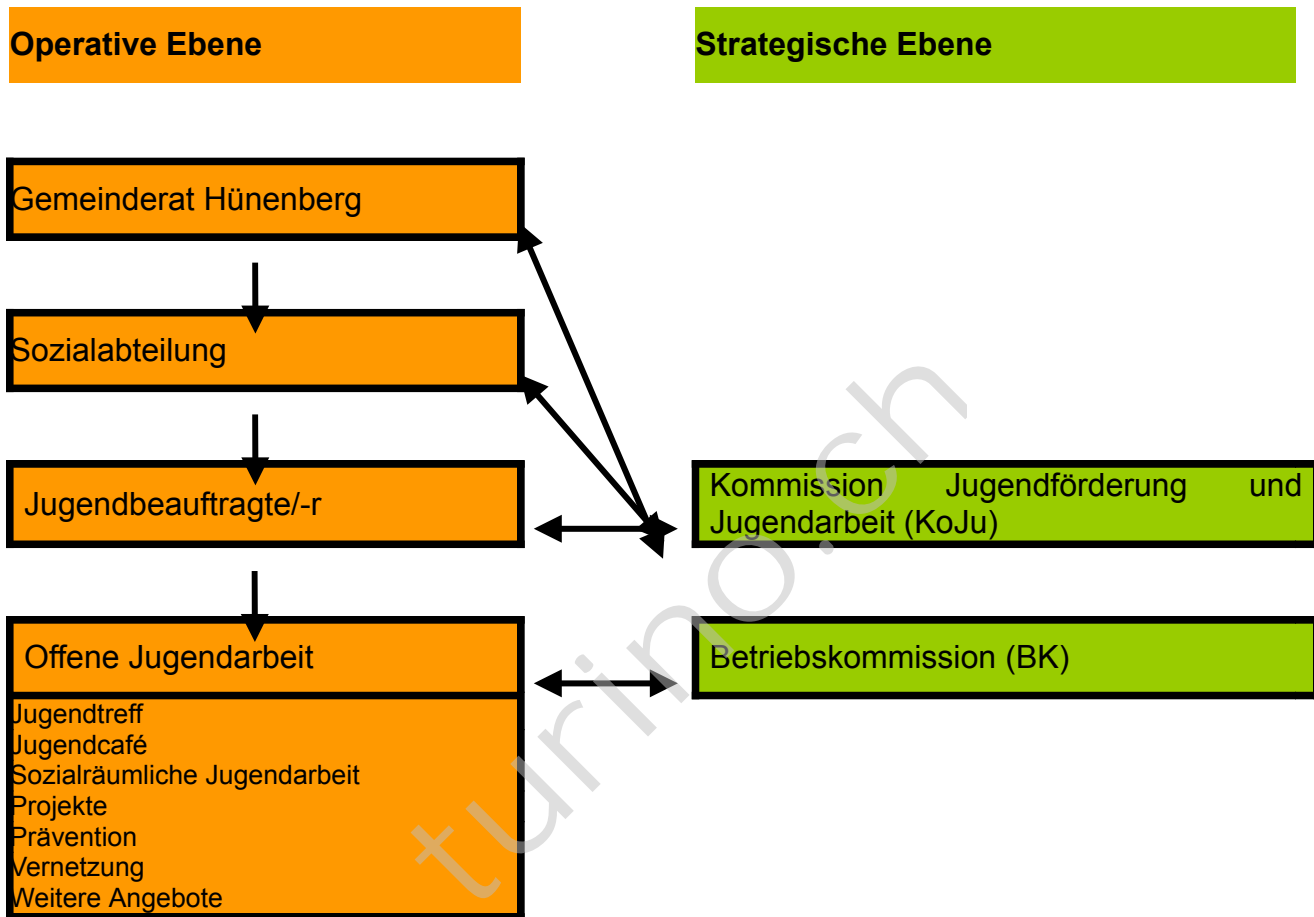 Operative Ebene
Strategische Ebene
Gemeinderat Hünenberg
Sozialabteilung
Jugendbeauftragte/-r
Kommission Jugendförderung und
Jugendarbeit (KoJu)
Offene Jugendarbeit
Betriebskommission (BK)
Jugendtreff
Jugendcafé
Sozialräumliche Jugendarbeit
Projekte
Prävention
Vernetzung
Weitere Angebote
turino.ch